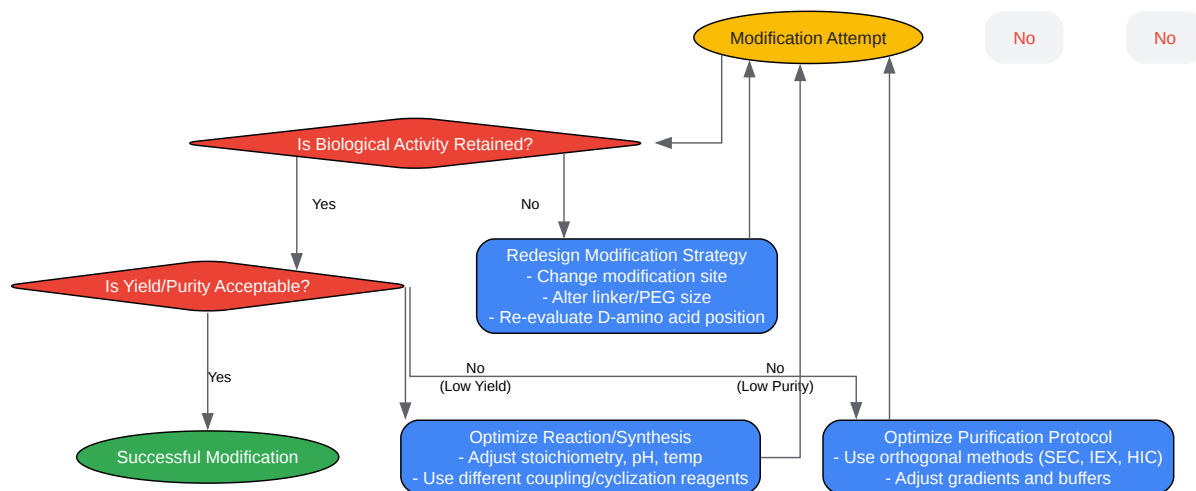 Modification Attempt
No
No
Is Biological Activity Retained?
Yes
No
Redesign Modification Strategy
- Change modification site
- Alter linker/PEG size
- Re-evaluate D-amino acid position
Is Yield/Purity Acceptable?
Yes
No
(Low Yield)
No
(Low Purity)
Successful Modification
Optimize Reaction/Synthesis
- Adjust stoichiometry, pH, temp
- Use different coupling/cyclization reagents
Optimize Purification Protocol
- Use orthogonal methods (SEC, IEX, HIC)
- Adjust gradients and buffers